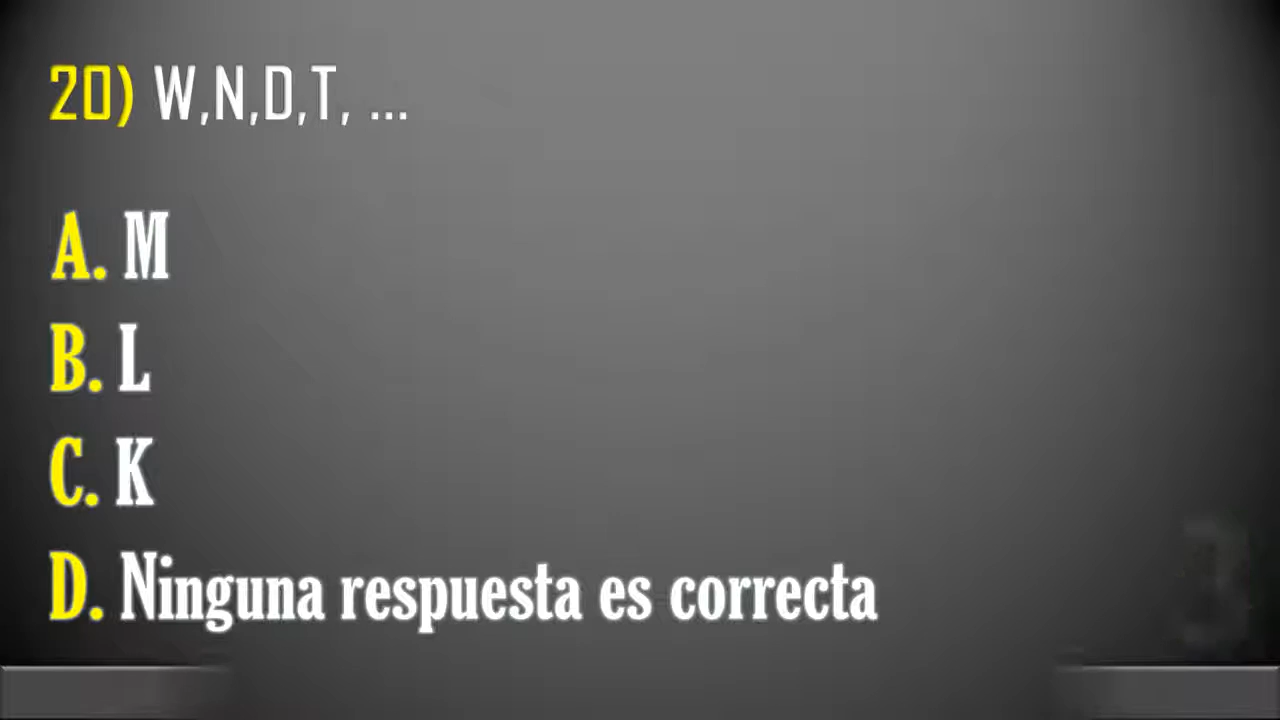 20) W,N,D,T, ...
A. M
B. L
C. K
D. Ninguna respuesta es correcta